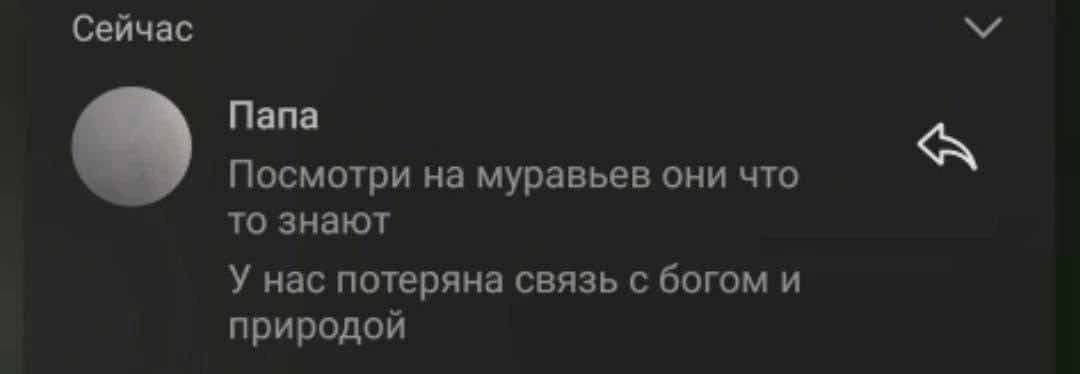 Сейчас
Папа
Посмотри на муравьев они что
то знают
У нас потеряна связь с богом и
природой